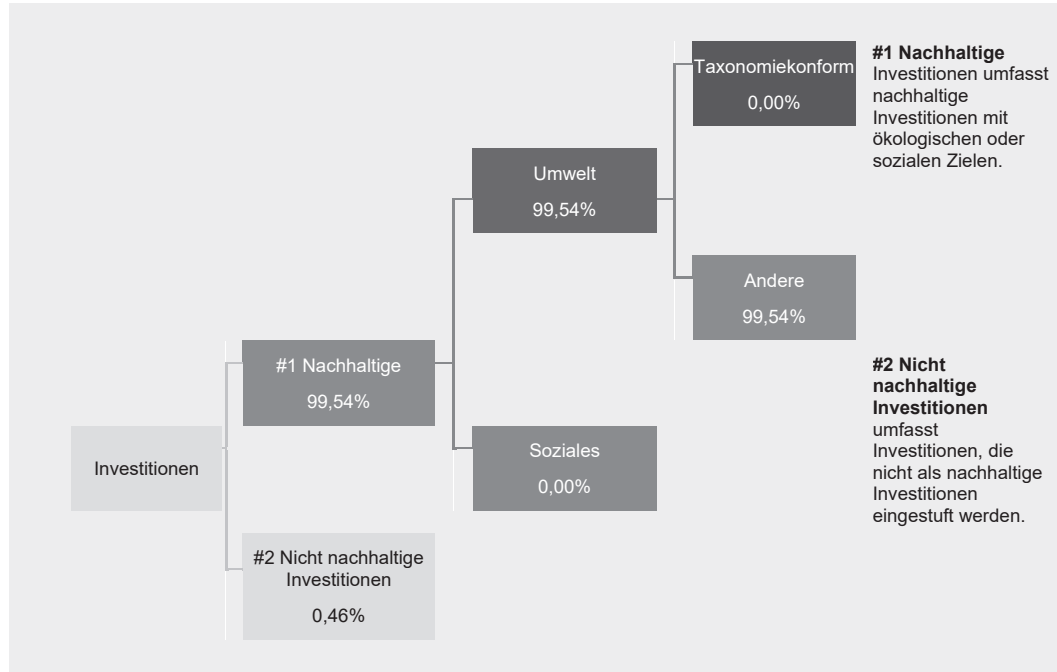 Taxonomiekonform
0,00%
#1 Nachhaltige
Investitionen umfasst
nachhaltige
Investitionen mit
ökologischen oder
sozialen Zielen.
Umwelt
99,54%
Andere
99,54%
#1 Nachhaltige
99,54%
#2 Nicht
nachhaltige
Investitionen
umfasst
Investitionen, die
nicht als nachhaltige
Investitionen
eingestuft werden.
Investitionen
Soziales
0,00%
#2 Nicht nachhaltige
Investitionen
0,46%